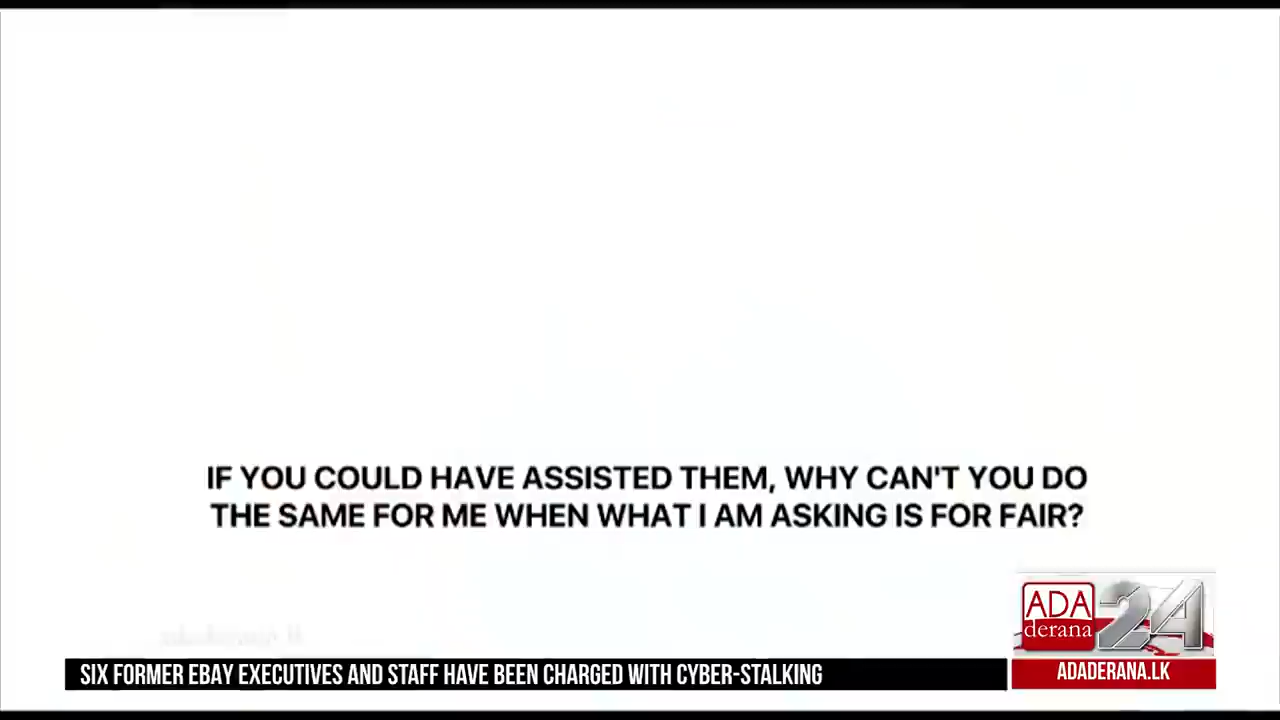 IF YOU COULD HAVE ASSISTED THEM, WHY CAN'T YOU DO
THE SAME FOR ME WHEN WHAT I AM ASKING IS FOR FAIR?
ADA
derana
24
SIX FORMER EBAY EXECUTIVES AND STAFF HAVE BEEN CHARGED WITH CYBER-STALKING
ADADERANA.LK